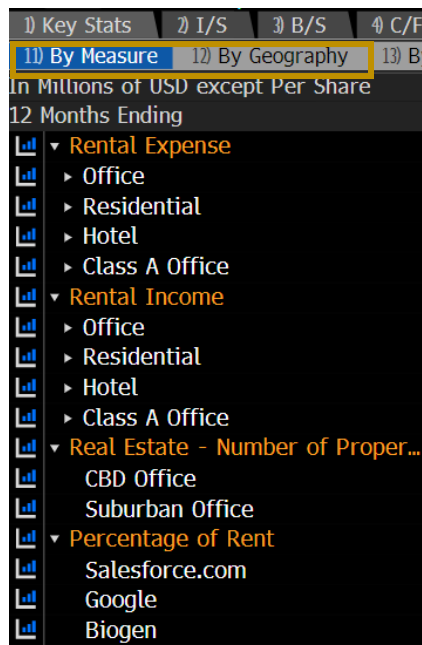 1) Key Stats 2) I/S 3) B/S 4) C/F
11) By Measure 12) By Geography 13) B
In Millions of USD except Per Share
12 Months Ending
Rental Expense
Office
Residential
Hotel
Class A Office
Rental Income
Office
Residential
Hotel
Class A Office
Real Estate - Number of Proper...
CBD Office
Suburban Office
Percentage of Rent
Salesforce.com
Google
Biogen